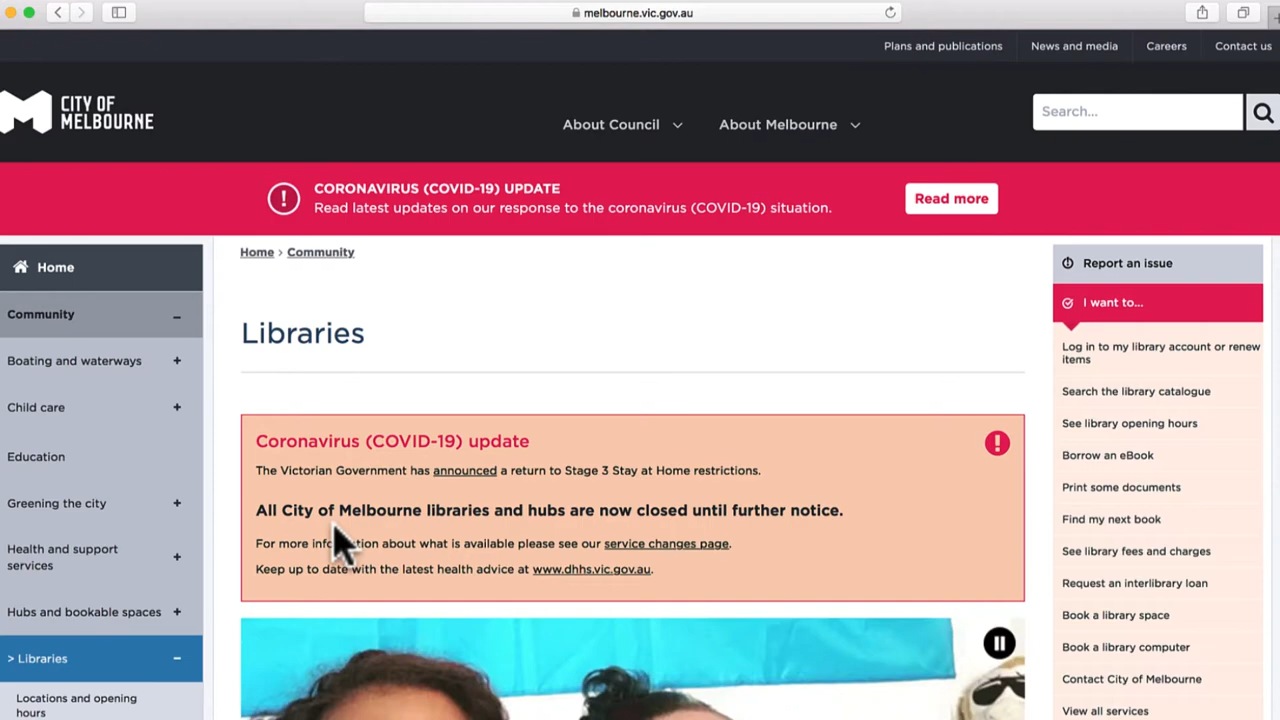 melbourne.vic.gov.au
Plans and publications
News and media
Careers
Contact us
CITY OF
MELBOURNE
About Council
About Melbourne
Search...
CORONAVIRUS (COVID-19) UPDATE
Read latest updates on our response to the coronavirus (COVID-19) situation.
Read more
Home
Community
Boating and waterways
Child care
Education
Greening the city
Health and support
services
Hubs and bookable spaces
> Libraries
Locations and opening
hours
Home > Community
Libraries
Coronavirus (COVID-19) update
The Victorian Government has announced a return to Stage 3 Stay at Home restrictions.
All City of Melbourne libraries and hubs are now closed until further notice.
For more information about what is available please see our service changes page.
Keep up to date with the latest health advice at www.dhhs.vic.gov.au.
Report an issue
I want to...
Log in to my library account or renew
items
Search the library catalogue
See library opening hours
Borrow an eBook
Print some documents
Find my next book
See library fees and charges
Request an interlibrary loan
Book a library space
Book a library computer
Contact City of Melbourne
View all services